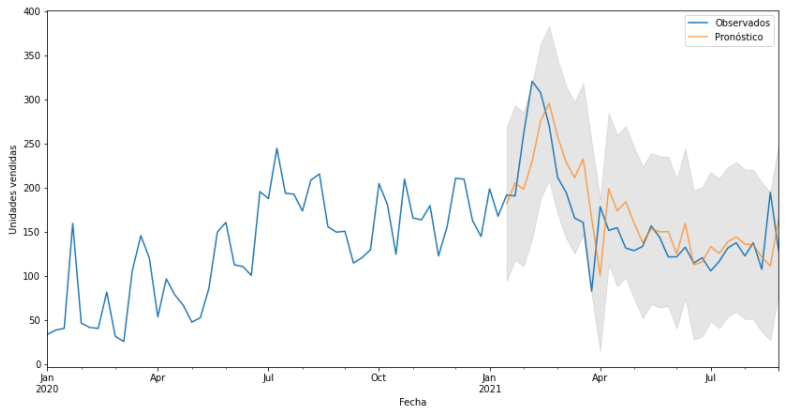 400
350
300
250
200
150
100
50
0
Unidades vendidas
Observados
Pronóstico
Jan
2020
Apr
Jul
Oct
Jan
2021
Apr
Jul
Fecha